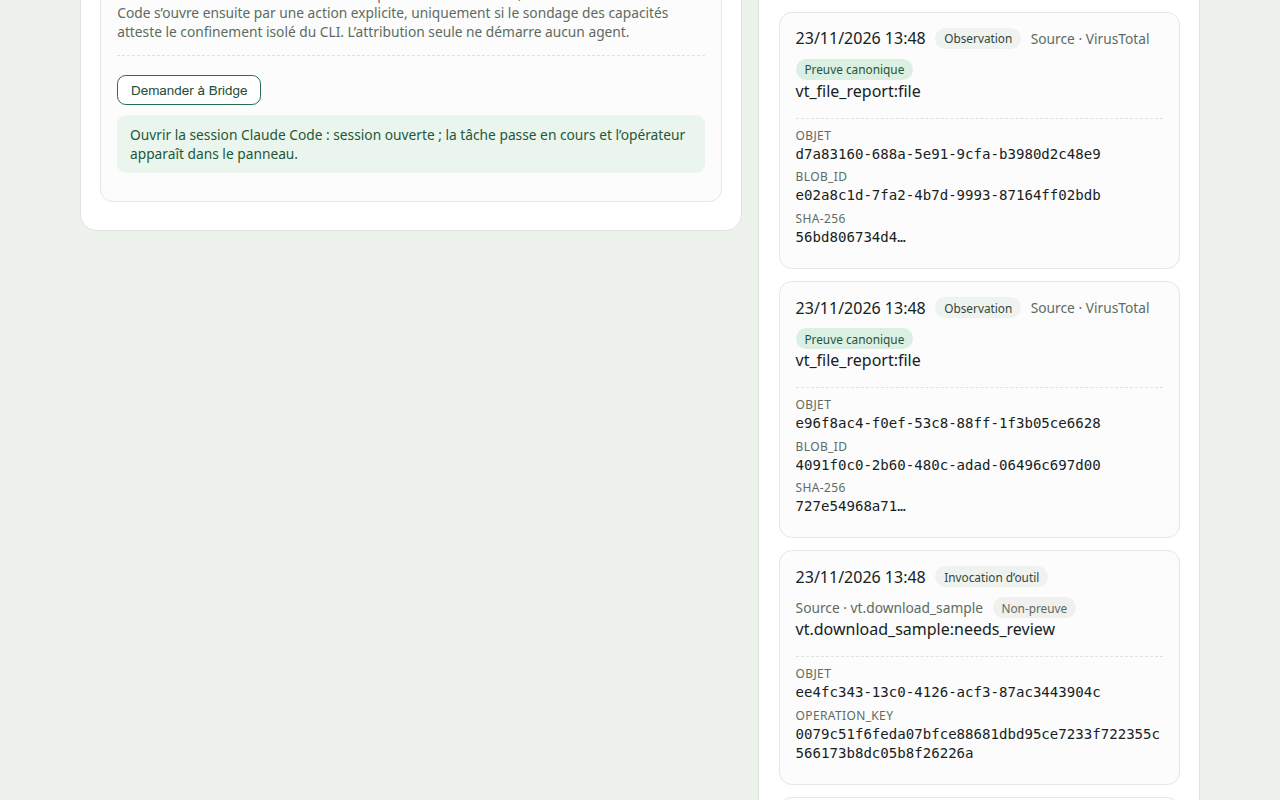 Code s'ouvre ensuite par une action explicite, uniquement si le sondage des capacités
atteste le confinement isolé du CLI. L'attribution seule ne démarre aucun agent.
Demander à Bridge
Ouvrir la session Claude Code : session ouverte ; la tâche passe en cours et l'opérateur
apparaît dans le panneau.
23/11/2026 13:48 Observation Source · VirusTotal
Preuve canonique
vt_file_report:file
OBJET
d7a83160-688a-5e91-9cfa-b3980d2c48e9
BLOB_ID
e02a8c1d-7fa2-4b7d-9993-87164ff02bdb
SHA-256
56bd806734d4…
23/11/2026 13:48 Observation Source · VirusTotal
Preuve canonique
vt_file_report:file
OBJET
e96f8ac4-f0ef-53c8-88ff-1f3b05ce6628
BLOB_ID
4091f0c0-2b60-480c-adad-06496c697d00
SHA-256
727e54968a71…
23/11/2026 13:48 Invocation d'outil
Source · vt.download_sample Non-preuve
vt.download_sample:needs_review
OBJET
ee4fc343-13c0-4126-acf3-87ac3443904c
OPERATION_KEY
0079c51f6feda07bfce88681dbd95ce7233f722355c
566173b8dc05b8f26226a